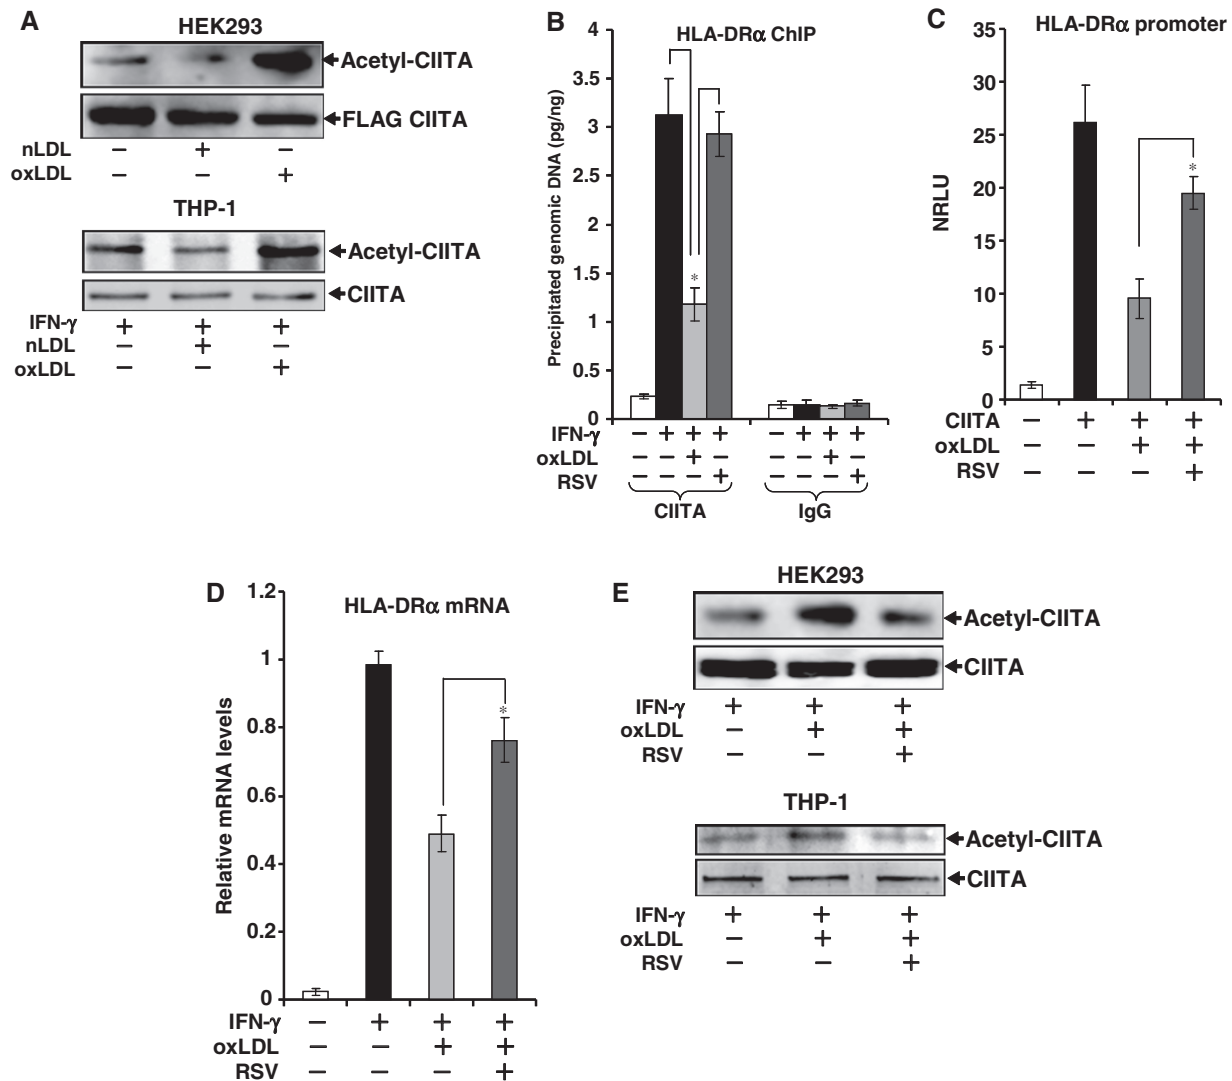 A
HEK293
Acetyl-CIITA
FLAG CIITA
nLDL – + –
oxLDL – – +
THP-1
Acetyl-CIITA
CIITA
IFN-γ + + +
nLDL – + –
oxLDL – – +
B
HLA-DRα ChIP
Precipitated genomic DNA (pg/ng)
4
3.5
3
2.5
2
1.5
1
0.5
0
*
IFN-γ – + + + – + + +
oxLDL – – + – – – + –
RSV – – – + – – – +
CIITA IgG
C
HLA-DRα promoter
NRLU
35
30
25
20
15
10
5
0
*
CIITA – + + +
oxLDL – – + +
RSV – – – +
D
HLA-DRα mRNA
Relative mRNA levels
1.2
1
0.8
0.6
0.4
0.2
0
*
IFN-γ – + + +
oxLDL – – + +
RSV – – – +
E
HEK293
Acetyl-CIITA
CIITA
IFN-γ + + +
oxLDL – + +
RSV – – +
THP-1
Acetyl-CIITA
CIITA
IFN-γ + + +
oxLDL – + +
RSV – – +